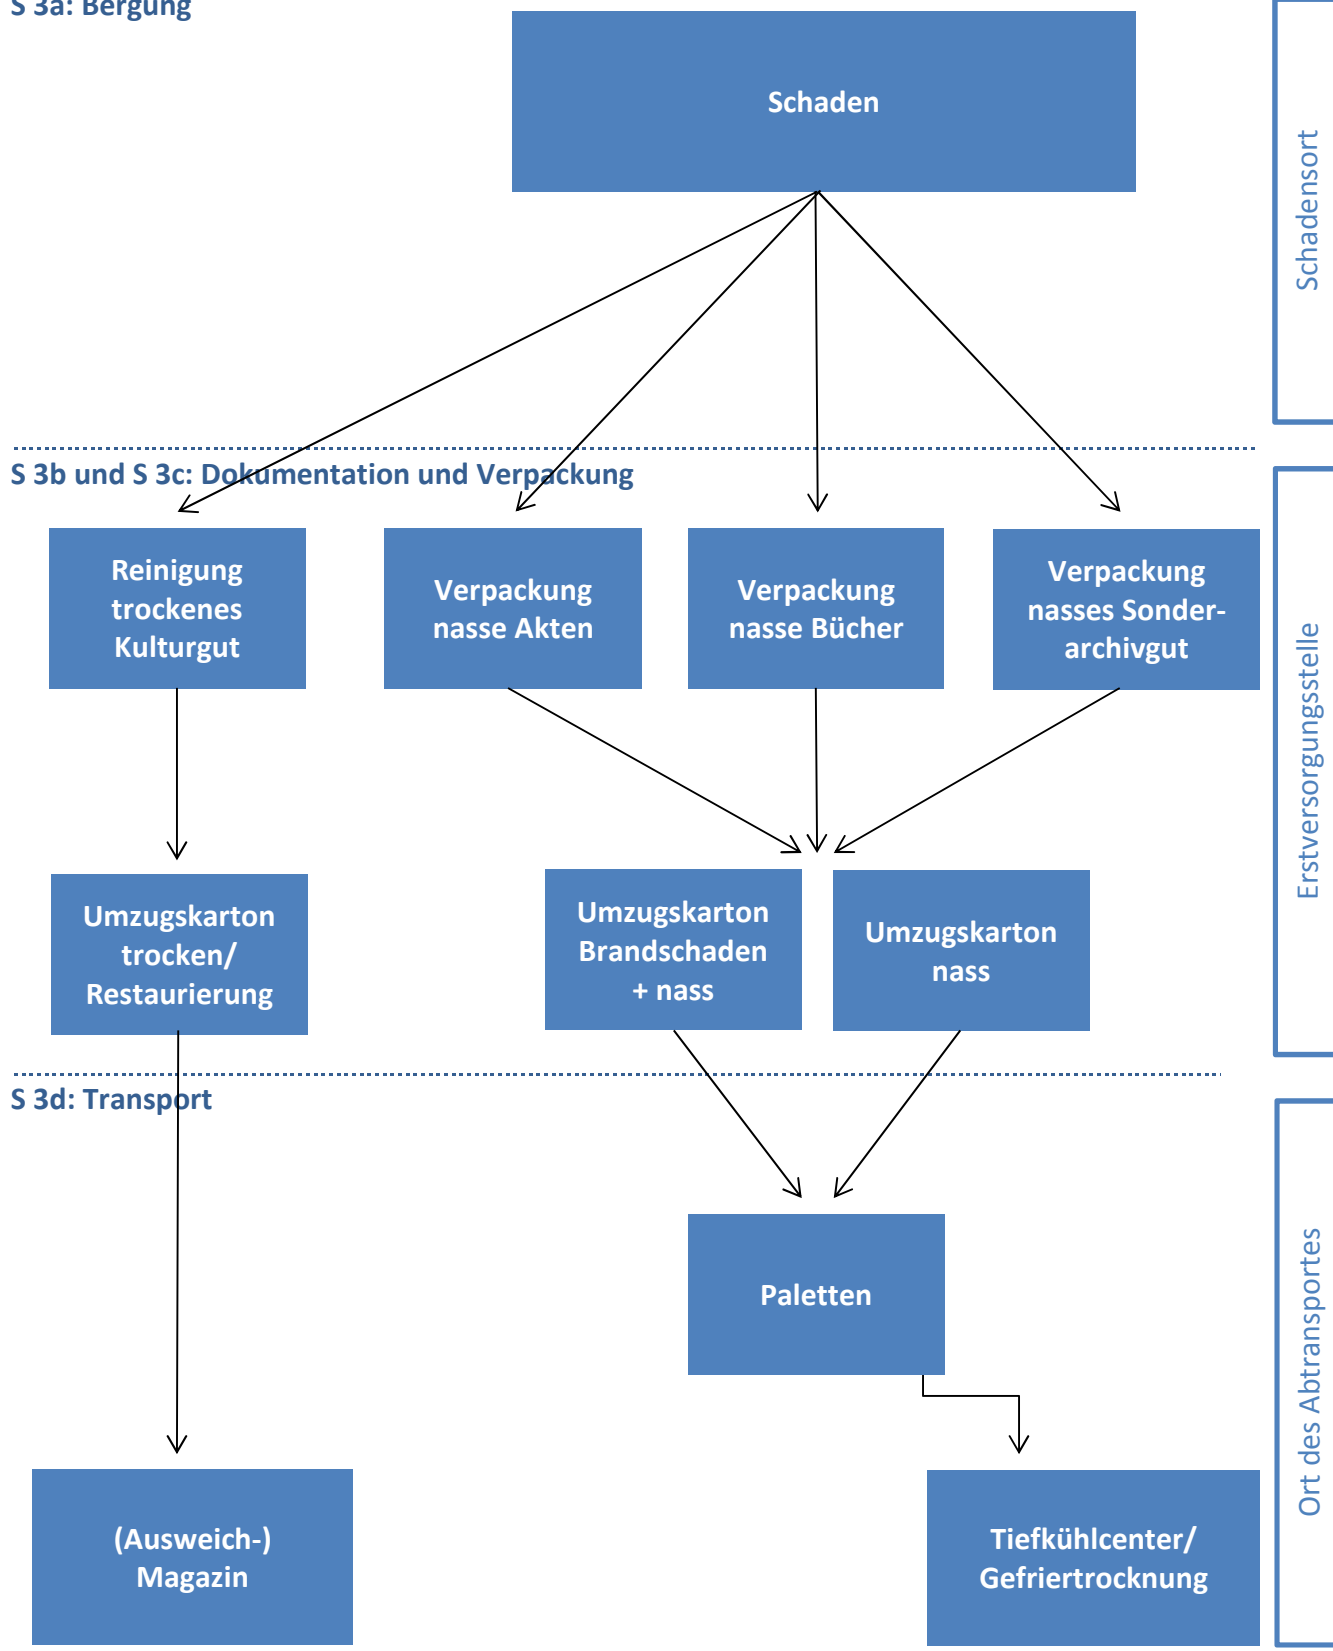 S 3a: Bergung
Schaden
Schadensort
S 3b und S 3c: Dokumentation und Verpackung
Reinigung
trockenes
Kulturgut
Verpackung
nasse Akten
Verpackung
nasse Bücher
Verpackung
nasses Sonder-
archivgut
Erstversorgungsstelle
Umzugskarton
trocken/
Restaurierung
Umzugskarton
Brandschaden
+ nass
Umzugskarton
nass
S 3d: Transport
Paletten
Ort des Abtransportes
(Ausweich-)
Magazin
Tiefkühlcenter/
Gefriertrocknung